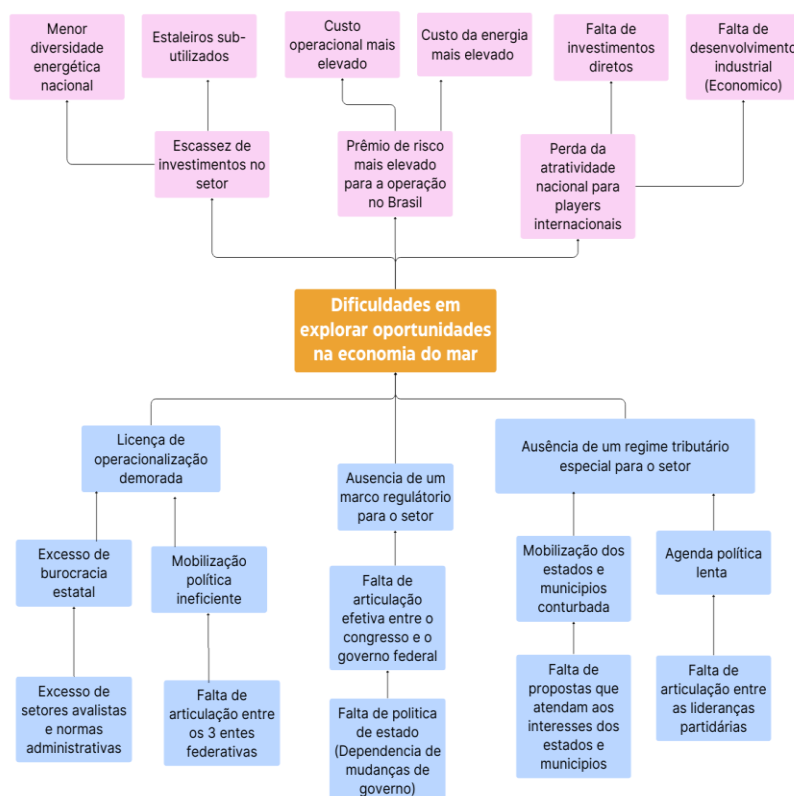 Menor
diversidade
energética
nacional
Estaleiros sub-
utilizados
Custo
operacional mais
elevado
Custo da energia
mais elevado
Falta de
investimentos
diretos
Falta de
desenvolvimento
industrial
(Economico)
Escassez de
investimentos no
setor
Prêmio de risco
mais elevado
para a operação
no Brasil
Perda da
atratividade
nacional para
players
internacionais
Dificuldades em
explorar oportunidades
na economia do mar
Licença de
operacionalização
demorada
Ausencia de um
marco regulátorio
para o setor
Ausência de um regime tributário
especial para o setor
Excesso de
burocracia
estatal
Mobilização
política
ineficiente
Falta de
articulação
efetiva entre o
congresso e o
governo federal
Mobilização dos
estados e
municipios
conturbada
Agenda política
lenta
Excesso de
setores avalistas
e normas
administrativas
Falta de
articulação entre
os 3 entes
federativas
Falta de politica
de estado
(Dependencia de
mudanças de
governo)
Falta de
propostas que
atendam aos
interesses dos
estados e
municipios
Falta de
articulação entre
as lideranças
partidárias